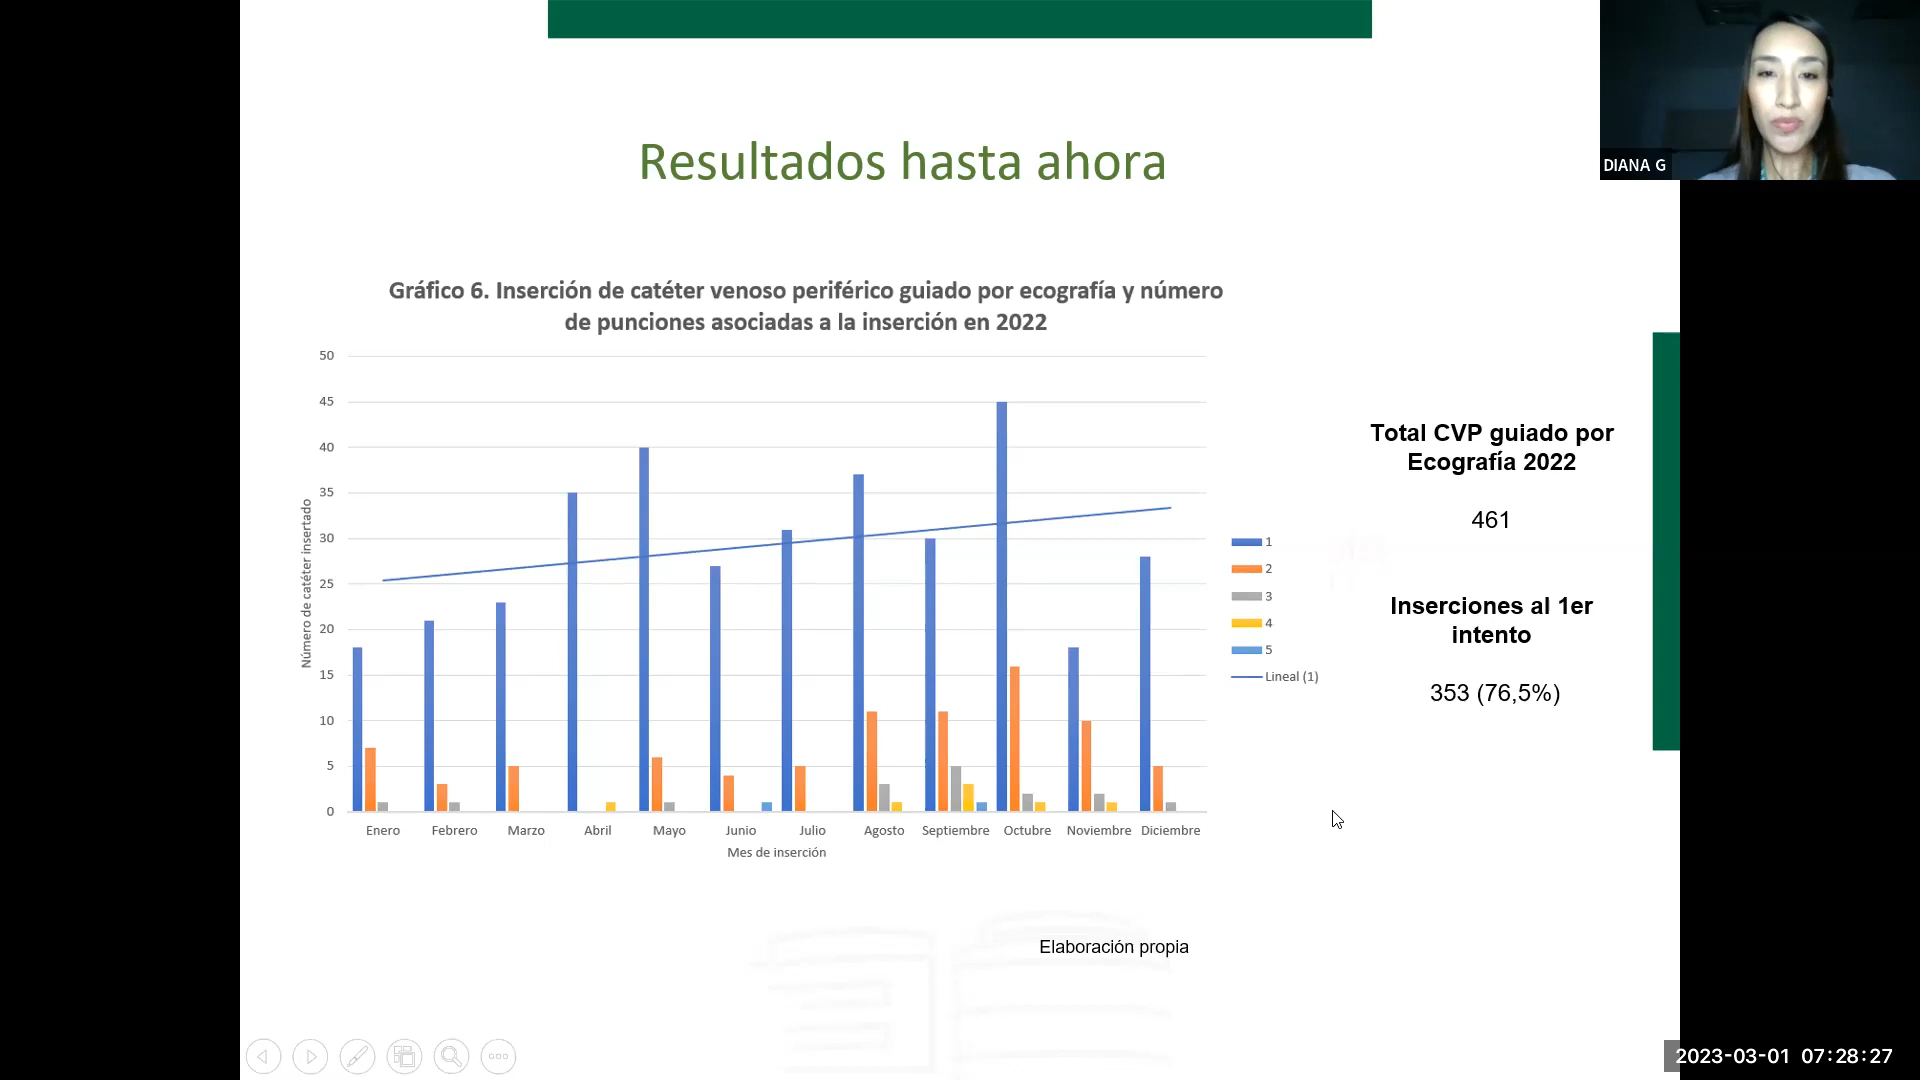 DIANA G
Resultados hasta ahora
Gráfico 6. Inserción de catéter venoso periférico guiado por ecografía y número
de punciones asociadas a la inserción en 2022
50
45
40
35
30
25
20
15
10
5
0
Número de catéter insertado
Enero
Febrero
Marzo
Abril
Mayo
Junio
Julio
Agosto
Septiembre
Octubre
Noviembre
Diciembre
Mes de inserción
1
2
3
4
5
Lineal (1)
Total CVP guiado por
Ecografía 2022
461
Inserciones al 1er
intento
353 (76,5%)
Elaboración propia
2023-03-01 07:28:27